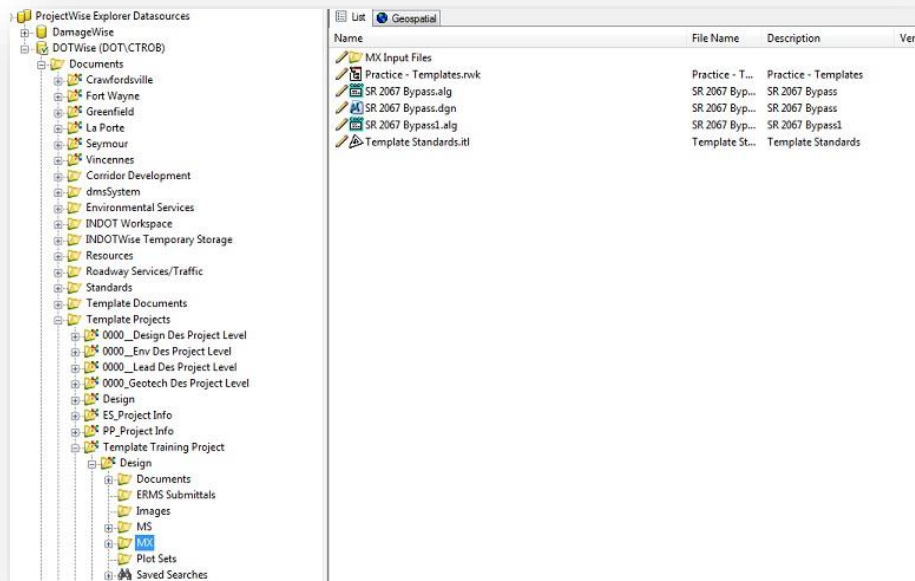 ProjectWise Explorer Datasources
DamageWise
DOTWise (DOT\CTROB)
Documents
Crawfordsville
Fort Wayne
Greenfield
La Porte
Seymour
Vincennes
Corridor Development
dmsSystem
Environmental Services
INDOT Workspace
INDOTWise Temporary Storage
Resources
Roadway Services/Traffic
Standards
Template Documents
Template Projects
0000__Design Des Project Level
0000__Env Des Project Level
0000__Lead Des Project Level
0000_Geotech Des Project Level
Design
ES_Project Info
PP_Project Info
Template Training Project
Design
Documents
ERMS Submittals
Images
MS
MX
Plot Sets
Saved Searches
List Geospatial
Name File Name Description Ver
MX Input Files
Practice - Templates.rwk Practice - T... Practice - Templates
SR 2067 Bypass.alg SR 2067 Byp... SR 2067 Bypass
SR 2067 Bypass.dgn SR 2067 Byp... SR 2067 Bypass
SR 2067 Bypass1.alg SR 2067 Byp... SR 2067 Bypass1
Template Standards.itl Template St... Template Standards